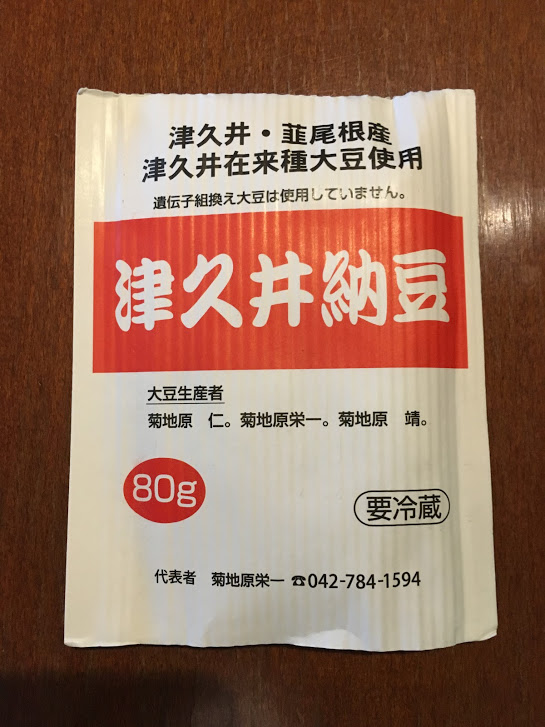 津久井・韮尾根産
津久井在来種大豆使用
遺伝子組換え大豆は使用していません。
津久井納豆
大豆生産者
菊地原　仁。菊地原栄一。菊地原　靖。
80g
要冷蔵
代表者　菊地原栄一 ☎042-784-1594